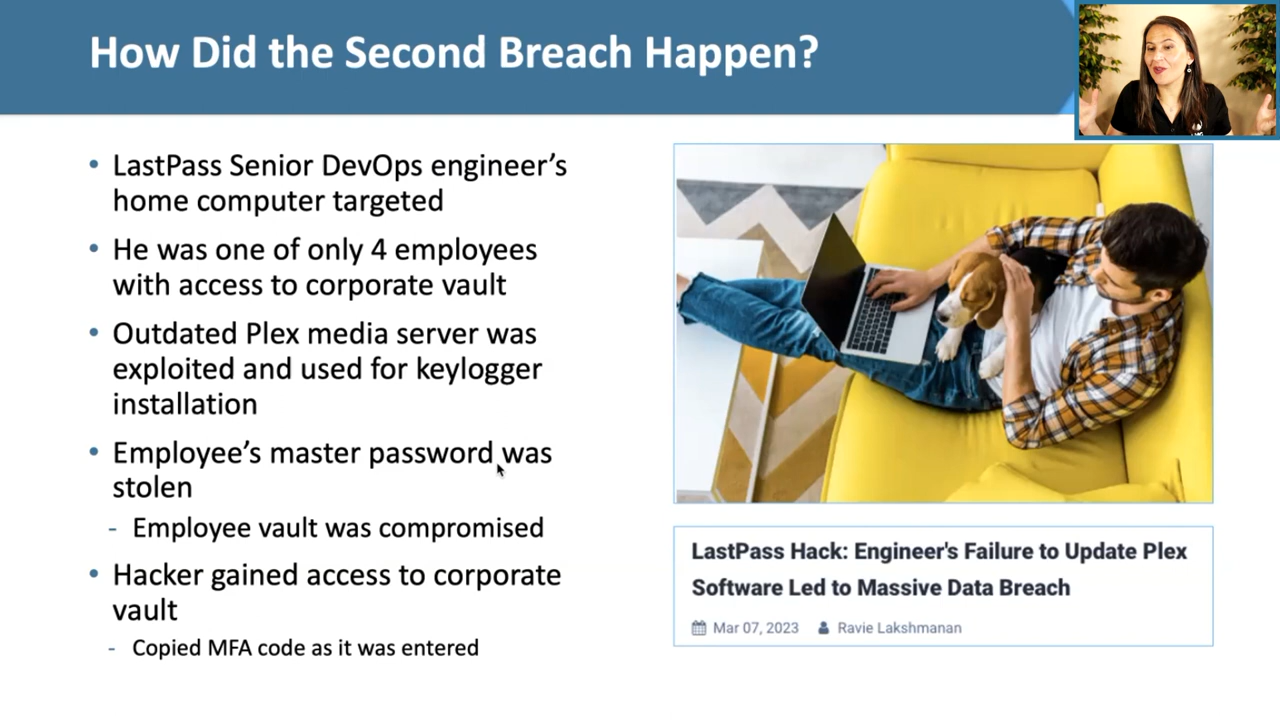 How Did the Second Breach Happen?
• LastPass Senior DevOps engineer's
home computer targeted
• He was one of only 4 employees
with access to corporate vault
• Outdated Plex media server was
exploited and used for keylogger
installation
• Employee's master password was
stolen
- Employee vault was compromised
• Hacker gained access to corporate
vault
- Copied MFA code as it was entered
LastPass Hack: Engineer's Failure to Update Plex
Software Led to Massive Data Breach
Mar 07, 2023 Ravie Lakshmanan